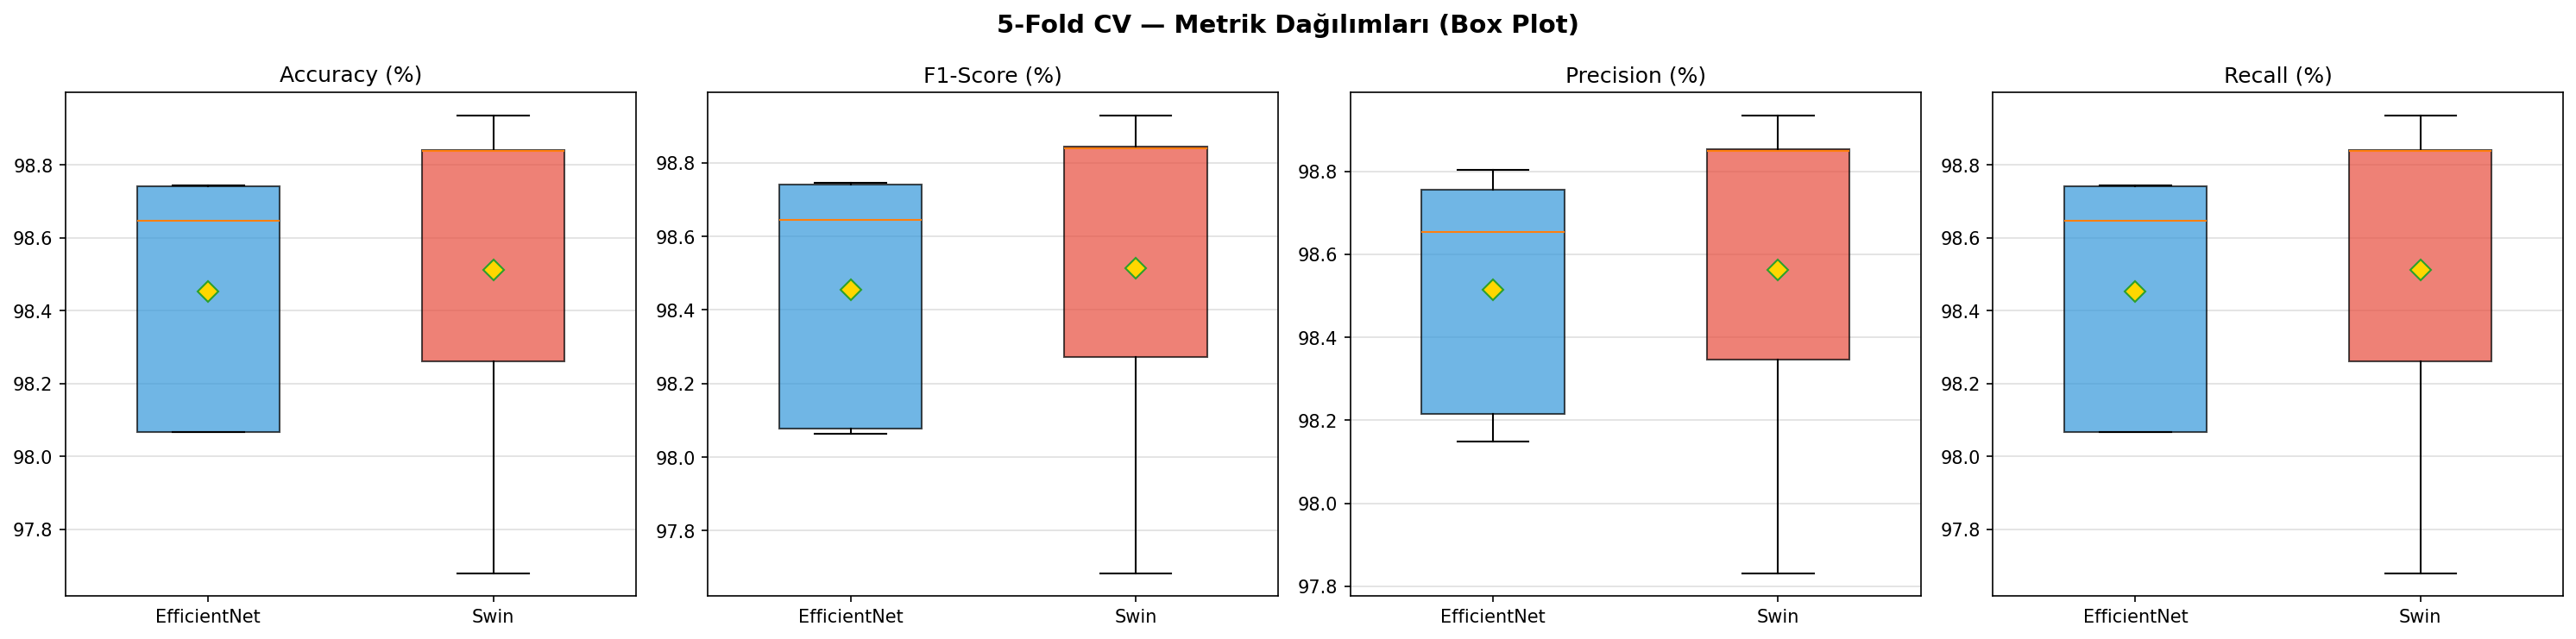 5-Fold CV — Metrik Dağılımları (Box Plot)
Accuracy (%)
98.8
98.6
98.4
98.2
98.0
97.8
EfficientNet
Swin
F1-Score (%)
98.8
98.6
98.4
98.2
98.0
97.8
EfficientNet
Swin
Precision (%)
98.8
98.6
98.4
98.2
98.0
97.8
EfficientNet
Swin
Recall (%)
98.8
98.6
98.4
98.2
98.0
97.8
EfficientNet
Swin